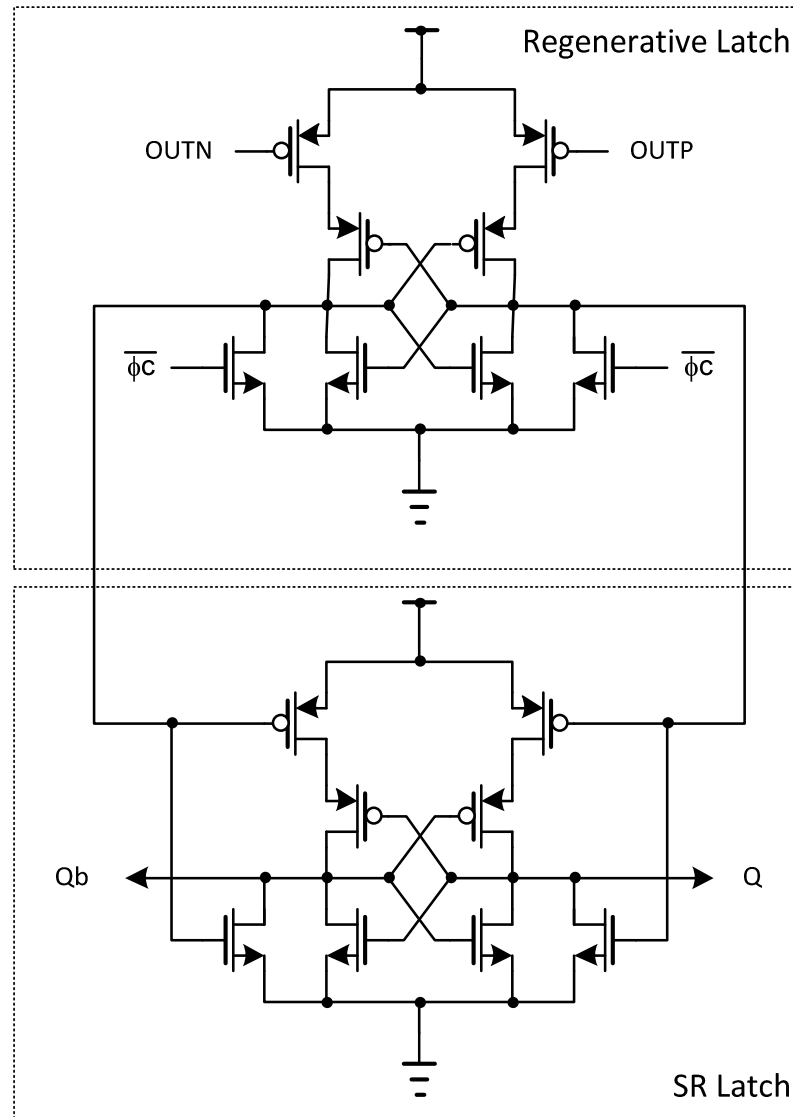 Regenerative Latch
OUTN
OUTP
ϕc
ϕc
Qb
Q
SR Latch